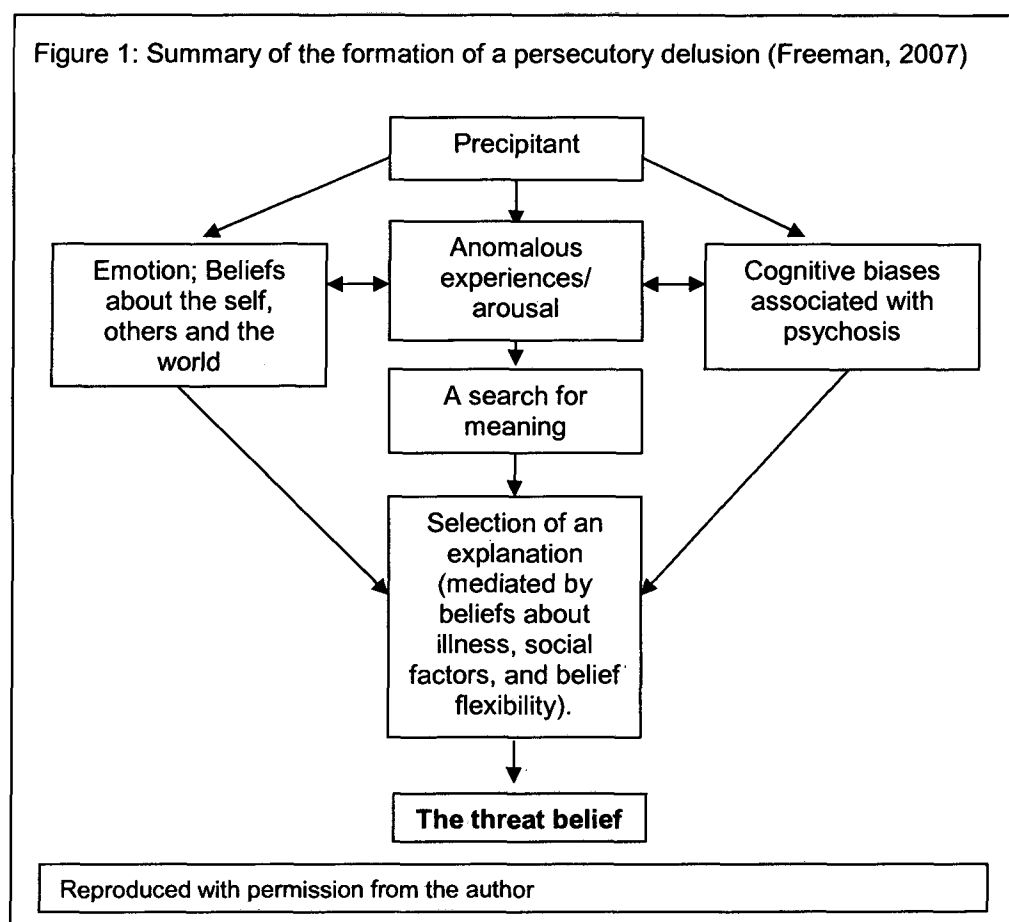 Figure 1: Summary of the formation of a persecutory delusion (Freeman, 2007)
Precipitant
Emotion; Beliefs
about the self,
others and the
world
Anomalous
experiences/
arousal
Cognitive biases
associated with
psychosis
A search for
meaning
Selection of an
explanation
(mediated by
beliefs about
illness, social
factors, and belief
flexibility).
The threat belief
Reproduced with permission from the author